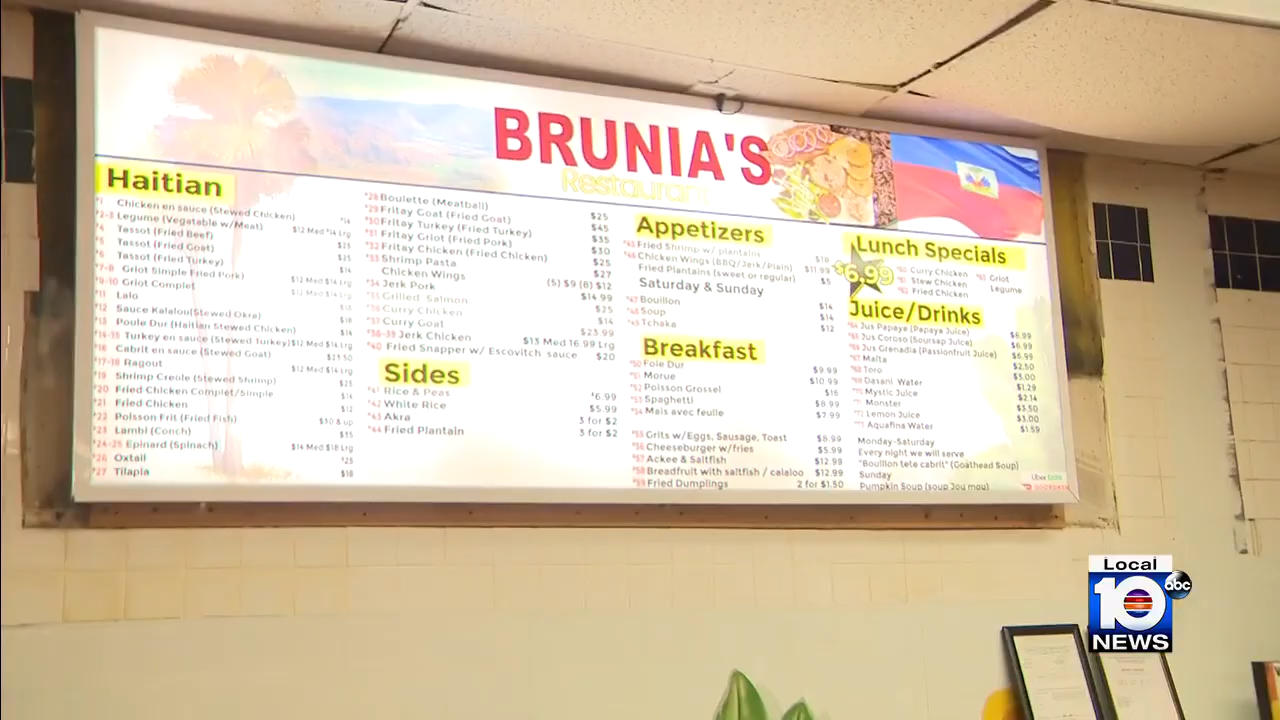 BRUNIA'S
Restaurant
Haitian
*1 Chicken en sauce (Stewed Chicken)
*2-3 Legume (Vegatable w/Meat) $12 Med *14 Lrg
*4 Tassot (Fried Beef) $25
*5 Tassot (Fried Goat) $25
*6 Tassot (Fried Turkey) $14
*7-8 Griot Simple Fried Pork) $12 Med $14 Lrg
*9-10 Griot Complet
*11 Lalo
*12 Sauce Kalalou(Stewed Okra)
*13 Poule Dur (Haitian Stewed Chicken) $14
*14-15 Turkey en sauce (Stewed Turkey)$12 Med $14 Lrg
*16 Cabrit en sauce (Stewed Goat)
*17-18 Ragout $12 Med $14 Lrg
*19 Shrimp Creole (Stewed Shrimp) $25
*20 Fried Chicken Complet/Simple
*21 Fried Chicken $12
*22 Poisson Frit (Fried Fish) $30 & up
*23 Lambi (Conch) $35
*24-25 Epinard (Spinach) $14 Med $18 Lrg
*26 Oxtail *25
*27 Tilapia $18
*28 Boulette (Meatball) $25
*29 Fritay Goat (Fried Goat) $45
*30 Fritay Turkey (Fried Turkey) $35
*31 Fritay Griot (Fried Pork) $30
*32 Fritay Chicken (Fried Chicken) $25
*33 Shrimp Pasta $27
Chicken Wings (5) $9 (8) $12
*34 Jerk Pork $14.99
*35 Grilled Salmon $25
*36 Curry Chicken $14
*37 Curry Goat $23.99
*38-39 Jerk Chicken $13 Med 16.99 Lrg
*40 Fried Snapper w/ Escovitch sauce $20
Sides
*41 Rice & Peas *6.99
*42 White Rice $5.99
*43 Akra 3 for $2
*44 Fried Plantain 3 for $2
Appetizers
*45 Fried Shrimp w/ plantains $18
*46 Chicken Wings (BBQ/Jerk/Plain) $11.99
Fried Plantains (sweet or regular) $5
Saturday & Sunday
*47 Bouillon $14
*48 Soup $14
*49 Tchaka $12
Breakfast
*50 Foie Dur $9.99
*51 Morue $10.99
*52 Poisson Grossel $16
*53 Spaghetti $8.99
*54 Mais avec feuille $7.99
*55 Grits w/Eggs, Sausage, Toast $8.99
*56 Cheeseburger w/fries $5.99
*57 Ackee & Saltfish $12.99
*58 Breadfruit with saltfish / calaloo $12.99
*59 Fried Dumplings 2 for $1.50
Lunch Specials
$6.99
*60 Curry Chicken
*61 Stew Chicken
*62 Fried Chicken
*63 Griot
Legume
Juice/Drinks
*64 Jus Papaye (Papaya Juice) $6.99
*65 Jus Coroso (Soursap Juice) $6.99
*66 Jus Grenadia (Passionfruit Juice) $6.99
*67 Malta $2.50
*68 Toro $3.00
*69 Dasani Water $1.29
*70 Mystic Juice $2.14
*71 Monster $3.50
*72 Lemon Juice $3.00
Aquafina Water $1.59
Monday-Saturday
Every night we will serve
"Bouillon tete cabrit" (Goathead Soup)
Sunday
Pumpkin Soup (soup Jou mou)
Uber Eats
DOORDASH
Local
10
abc
NEWS